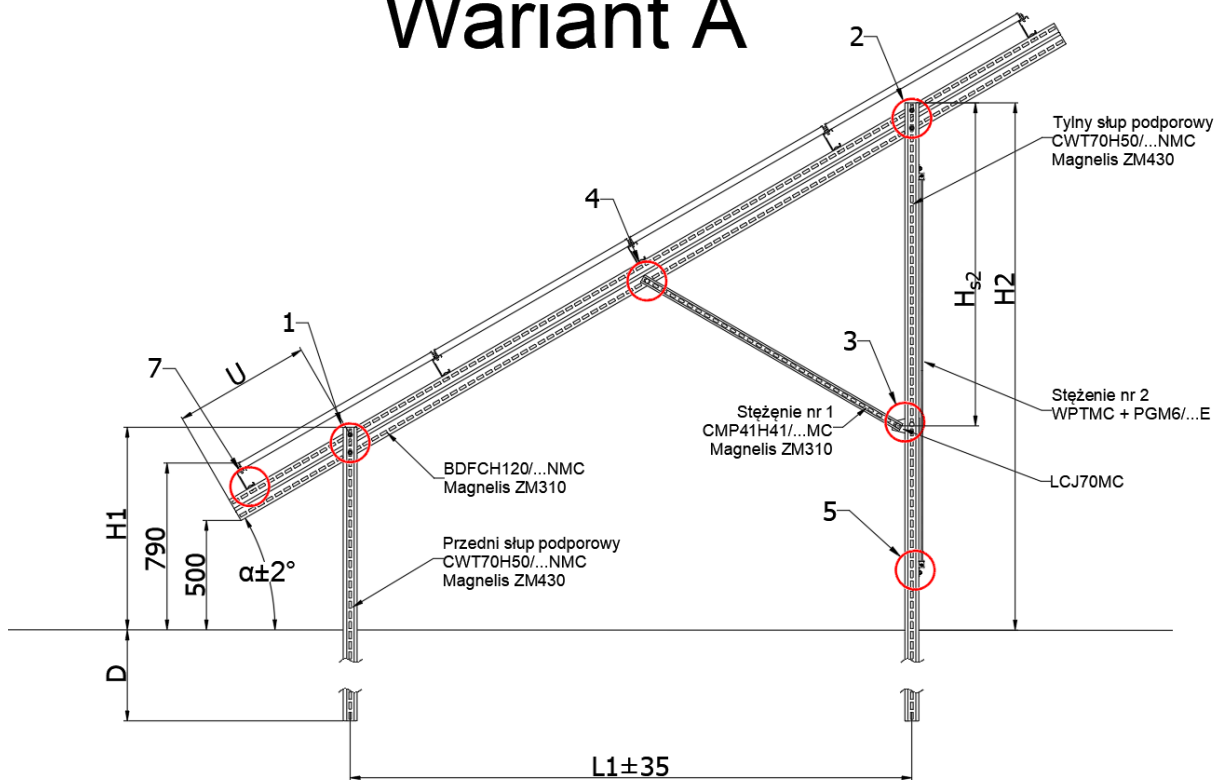 Wariant A
2
Tylny słup podporowy
CWT70H50/...NMC
Magnelis ZM430
4
Hs2
H2
1
3
7
U
Stężenie nr 1
CMP41H41/...MC
Magnelis ZM310
Stężenie nr 2
WPTMC + PGM6/...E
BDFCH120/...NMC
Magnelis ZM310
LCJ70MC
H1
790
500
α±2°
5
Przedni słup podporowy
CWT70H50/...NMC
Magnelis ZM430
D
L1±35